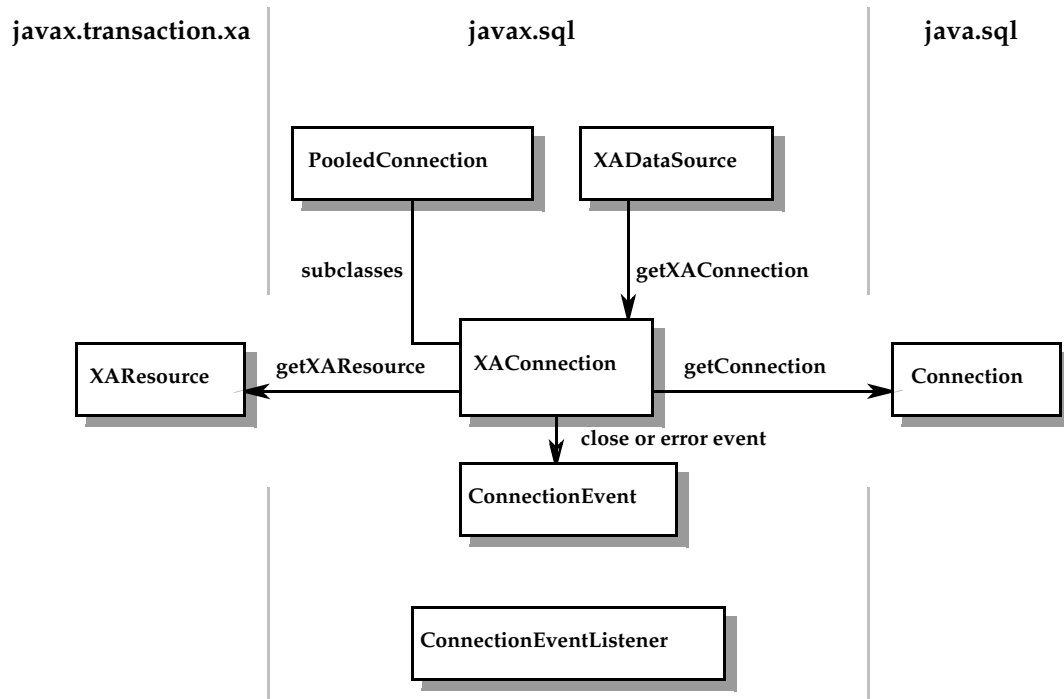 javax.transaction.xa
javax.sql
java.sql
PooledConnection
XADataSource
subclasses
getXAConnection
XAResource
getXAResource
XAConnection
getConnection
Connection
close or error event
ConnectionEvent
ConnectionEventListener